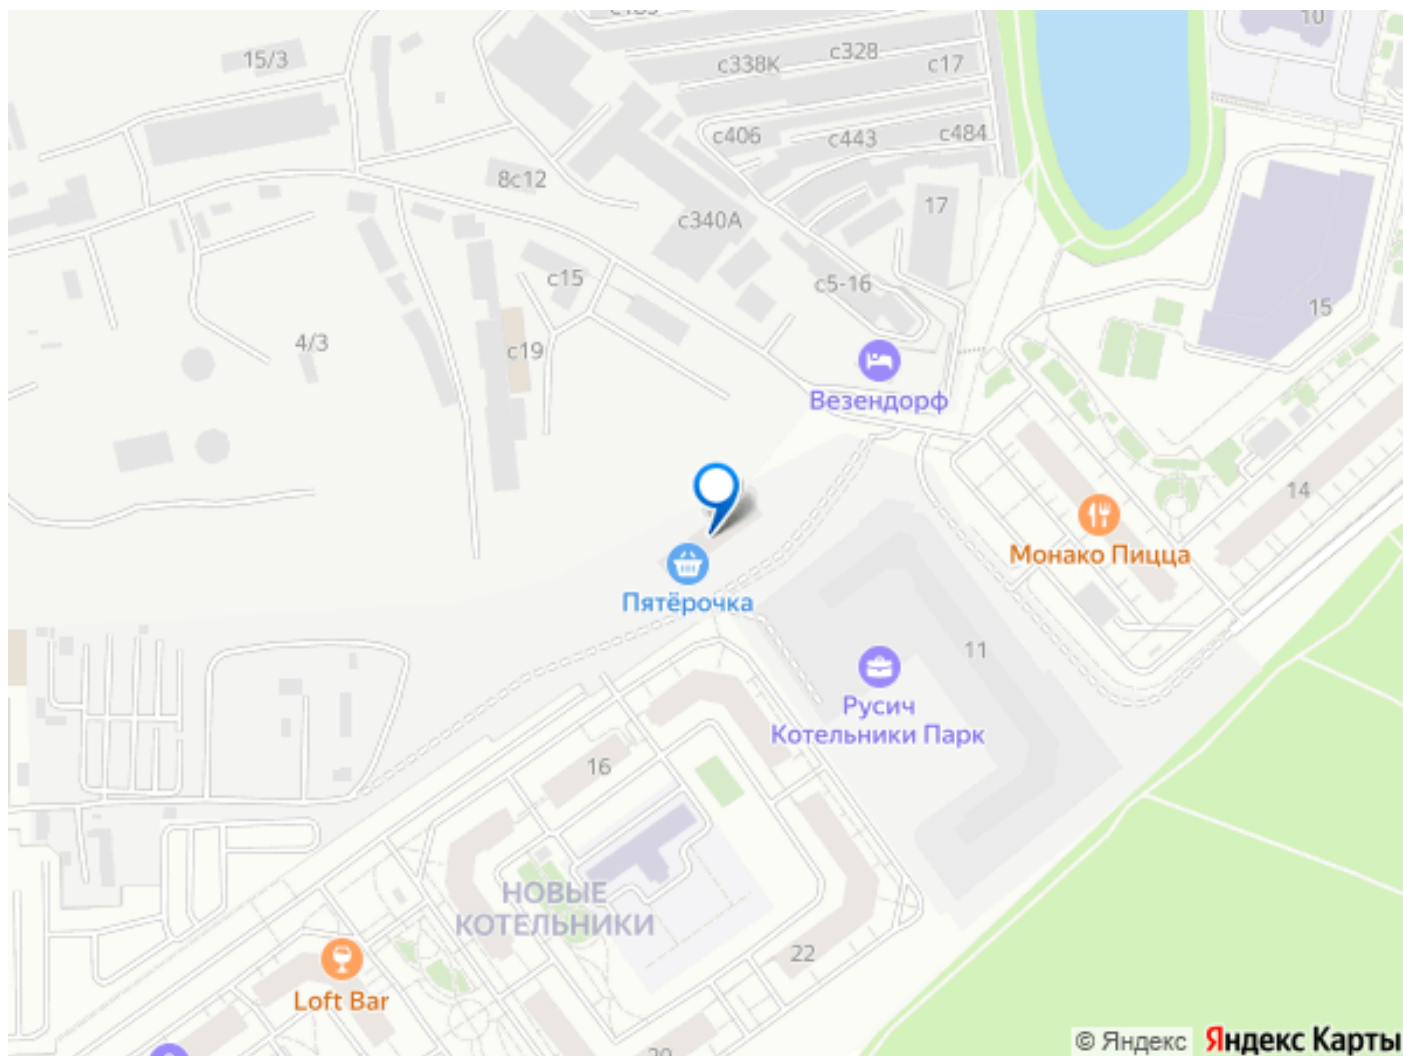 10
15/3
с338К
с328
с17
с406
с443
с484
8с12
с340А
17
с15
с5-16
15
4/3
с19
Везендорф
14
Монако Пицца
Пятёрочка
11
Русич
Котельники Парк
16
НОВЫЕ
КОТЕЛЬНИКИ
22
Loft Bar
© Яндекс Яндекс Карты